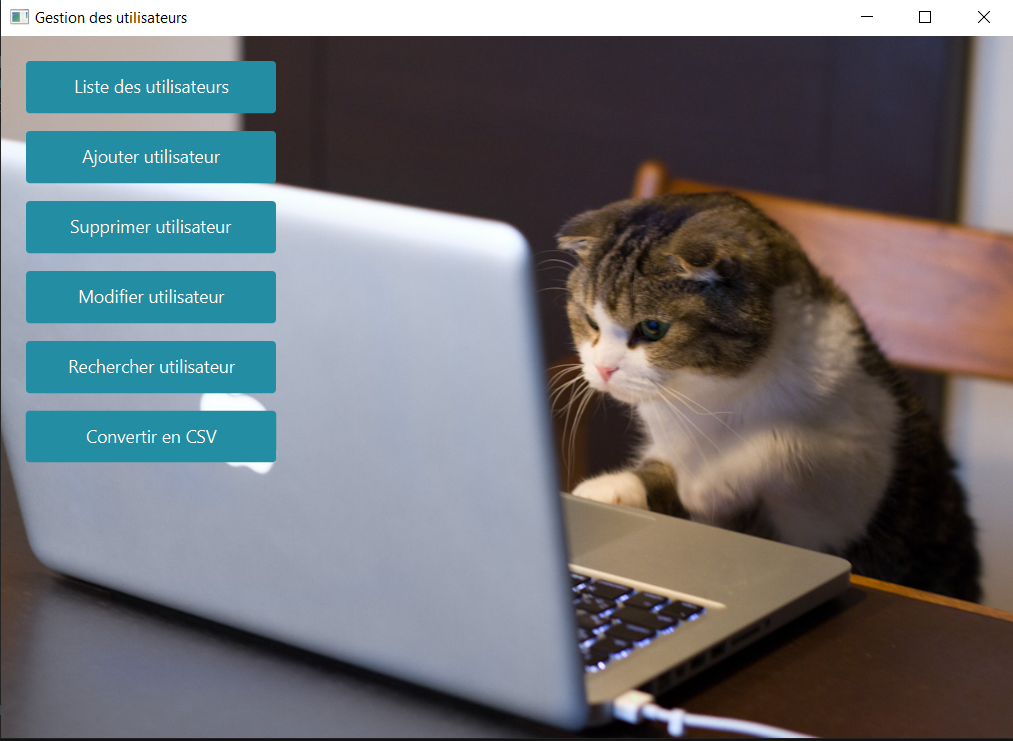 Gestion des utilisateurs
Liste des utilisateurs
Ajouter utilisateur
Supprimer utilisateur
Modifier utilisateur
Rechercher utilisateur
Convertir en CSV